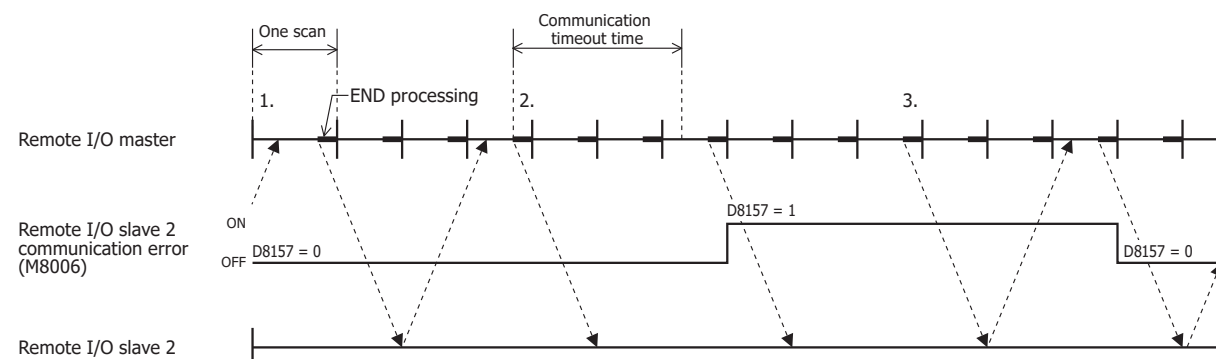 One scan
Communication
timeout time
1.
END processing
2.
3.
Remote I/O master
Remote I/O slave 2
communication error
(M8006)
ON
OFF
D8157 = 0
D8157 = 1
D8157 = 0
Remote I/O slave 2